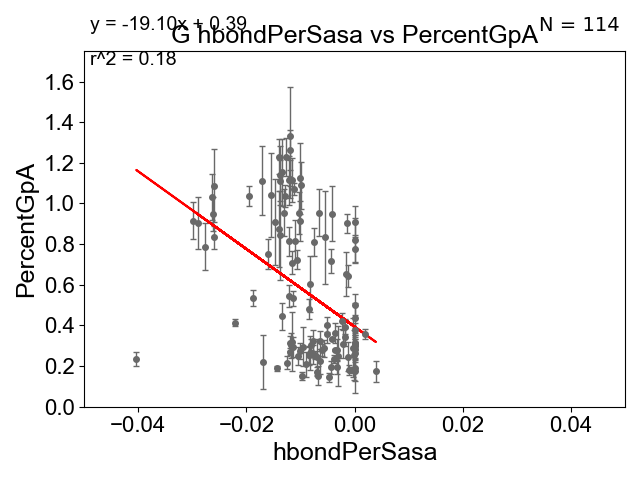 y = -19.10x + 0.39
G hbondPerSasa vs PercentGpA
N = 114
r^2 = 0.18
PercentGpA
1.6
1.4
1.2
1.0
0.8
0.6
0.4
0.2
0.0
−0.04
−0.02
0.00
0.02
0.04
hbondPerSasa